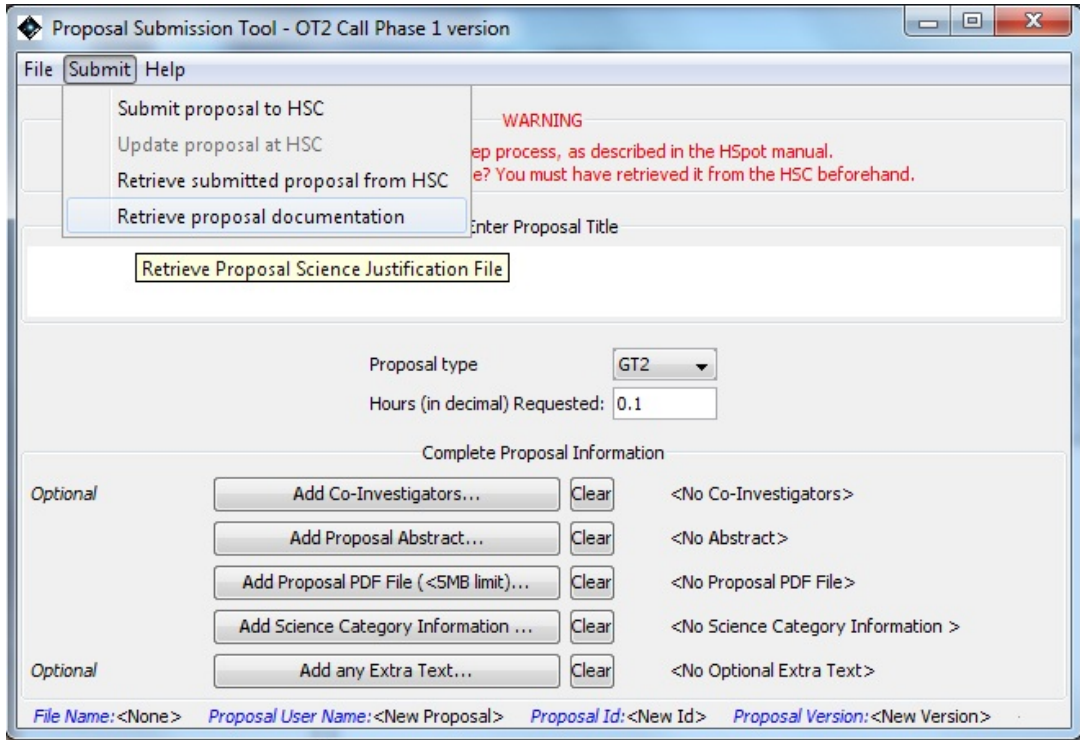 Proposal Submission Tool - OT2 Call Phase 1 version
File Submit Help
Submit proposal to HSC
Update proposal at HSC
Retrieve submitted proposal from HSC
Retrieve proposal documentation
Retrieve Proposal Science Justification File
WARNING
ep process, as described in the HSpot manual.
e? You must have retrieved it from the HSC beforehand.
Enter Proposal Title
Proposal type GT2
Hours (in decimal) Requested: 0.1
Complete Proposal Information
Optional Add Co-Investigators... Clear <No Co-Investigators>
Add Proposal Abstract... Clear <No Abstract>
Add Proposal PDF File (<5MB limit)... Clear <No Proposal PDF File>
Add Science Category Information ... Clear <No Science Category Information >
Optional Add any Extra Text... Clear <No Optional Extra Text>
File Name:<None> Proposal User Name:<New Proposal> Proposal Id:<New Id> Proposal Version:<New Version>